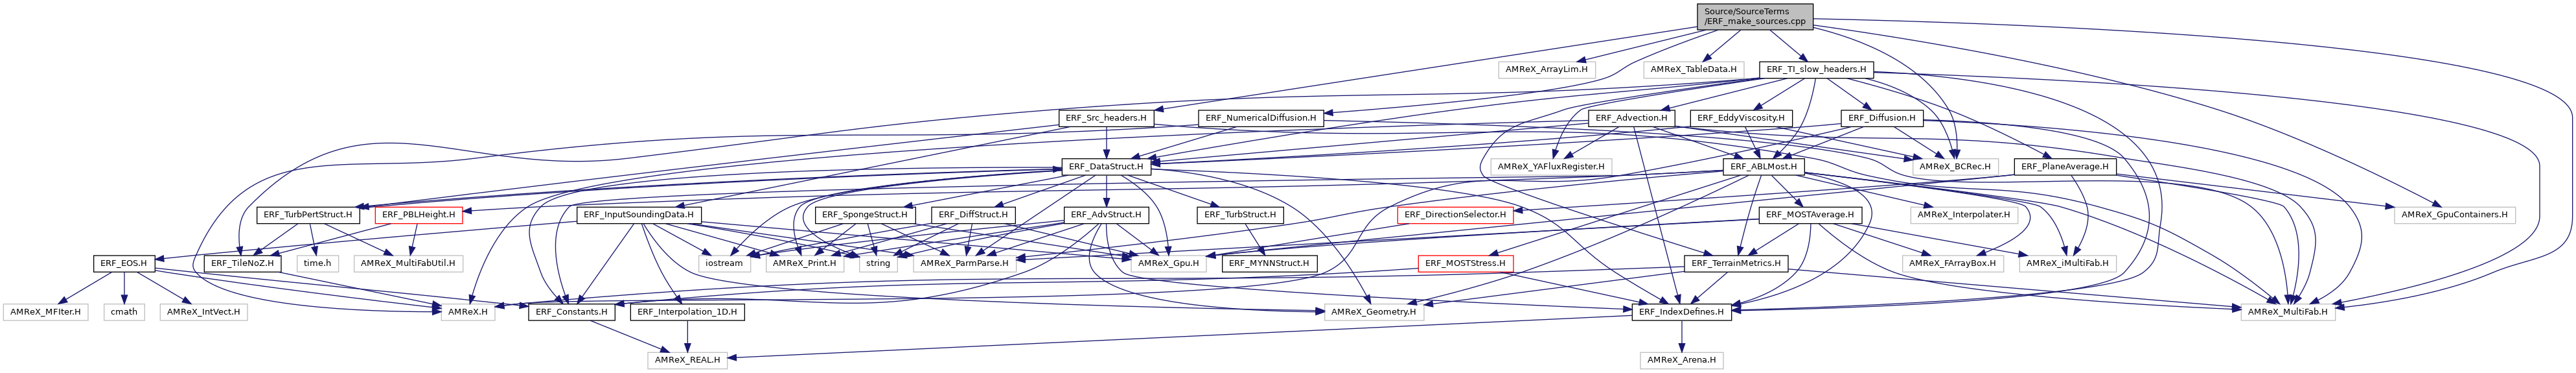 Source/SourceTerms
/ERF_make_sources.cpp
AMReX_ArrayLim.H
AMReX_TableData.H
ERF_TI_slow_headers.H
ERF_Src_headers.H
ERF_NumericalDiffusion.H
ERF_Advection.H
ERF_EddyViscosity.H
ERF_Diffusion.H
ERF_DataStruct.H
AMReX_YAFluxRegister.H
ERF_ABLMost.H
AMReX_BCRec.H
ERF_PlaneAverage.H
ERF_TurbPertStruct.H
ERF_PBLHeight.H
ERF_InputSoundingData.H
ERF_SpongeStruct.H
ERF_DiffStruct.H
ERF_AdvStruct.H
ERF_TurbStruct.H
ERF_DirectionSelector.H
ERF_MOSTAverage.H
AMReX_Interpolater.H
AMReX_GpuContainers.H
ERF_EOS.H
ERF_TileNoZ.H
time.h
AMReX_MultiFabUtil.H
iostream
AMReX_Print.H
string
AMReX_ParmParse.H
AMReX_Gpu.H
ERF_MYNNStruct.H
ERF_MOSTStress.H
ERF_TerrainMetrics.H
AMReX_FArrayBox.H
AMReX_iMultiFab.H
AMReX_MFIter.H
cmath
AMReX_IntVect.H
AMReX.H
ERF_Constants.H
ERF_Interpolation_1D.H
AMReX_Geometry.H
ERF_IndexDefines.H
AMReX_MultiFab.H
AMReX_REAL.H
AMReX_Arena.H